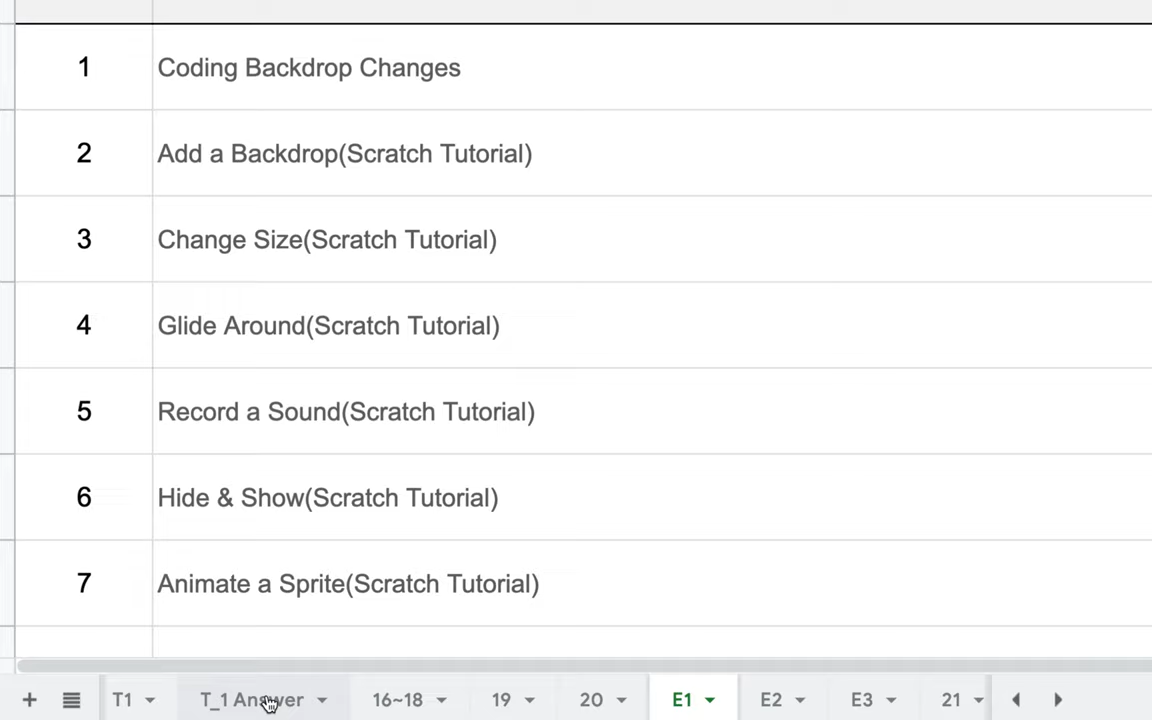 1 Coding Backdrop Changes
2 Add a Backdrop(Scratch Tutorial)
3 Change Size(Scratch Tutorial)
4 Glide Around(Scratch Tutorial)
5 Record a Sound(Scratch Tutorial)
6 Hide & Show(Scratch Tutorial)
7 Animate a Sprite(Scratch Tutorial)
+ T1 T_1 Answer 16~18 19 20 E1 E2 E3 21